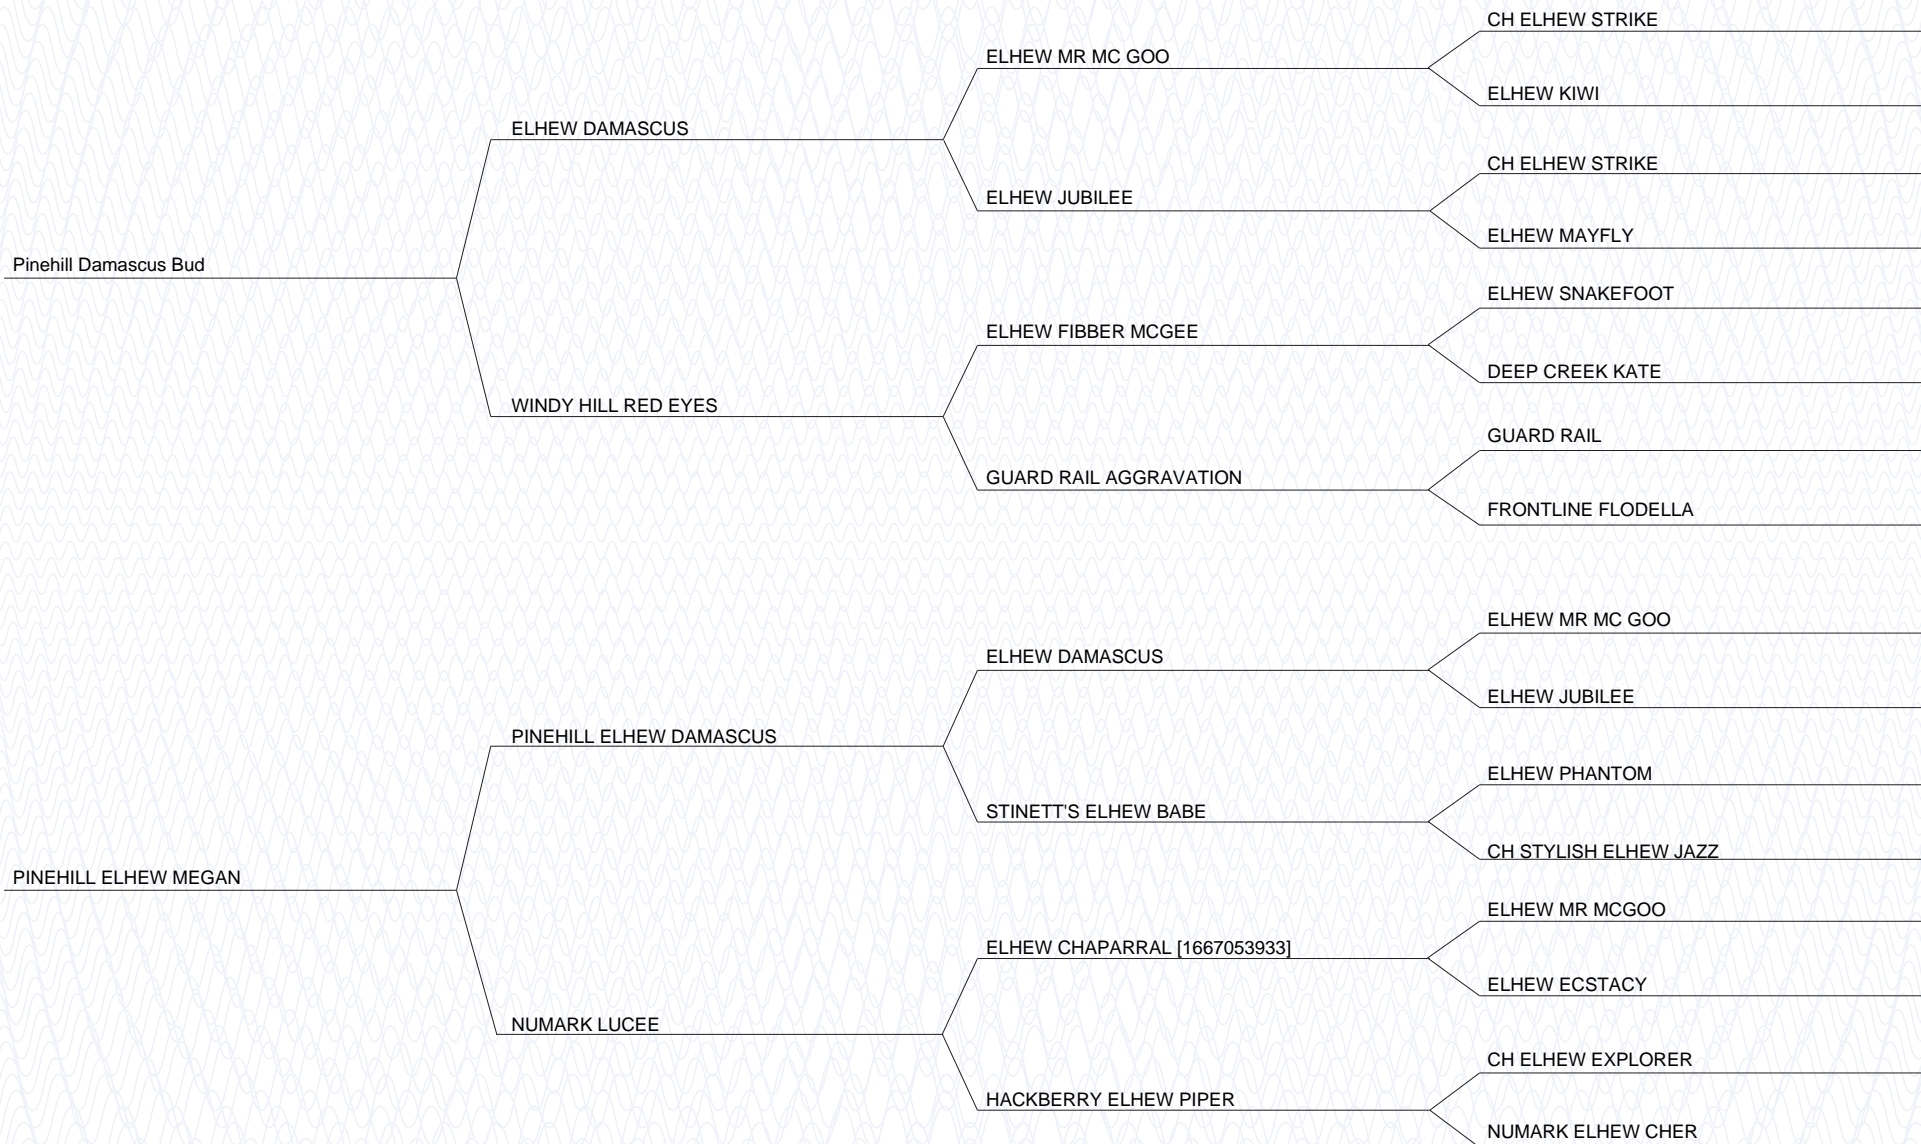 CH ELHEW STRIKE
ELHEW MR MC GOO
ELHEW KIWI
ELHEW DAMASCUS
CH ELHEW STRIKE
ELHEW JUBILEE
ELHEW MAYFLY
Pinehill Damascus Bud
ELHEW SNAKEFOOT
ELHEW FIBBER MCGEE
DEEP CREEK KATE
WINDY HILL RED EYES
GUARD RAIL
GUARD RAIL AGGRAVATION
FRONTLINE FLODELLA
ELHEW MR MC GOO
ELHEW DAMASCUS
ELHEW JUBILEE
PINEHILL ELHEW DAMASCUS
ELHEW PHANTOM
STINETT'S ELHEW BABE
CH STYLISH ELHEW JAZZ
PINEHILL ELHEW MEGAN
ELHEW MR MCGOO
ELHEW CHAPARRAL [1667053933]
ELHEW ECSTACY
NUMARK LUCEE
CH ELHEW EXPLORER
HACKBERRY ELHEW PIPER
NUMARK ELHEW CHER